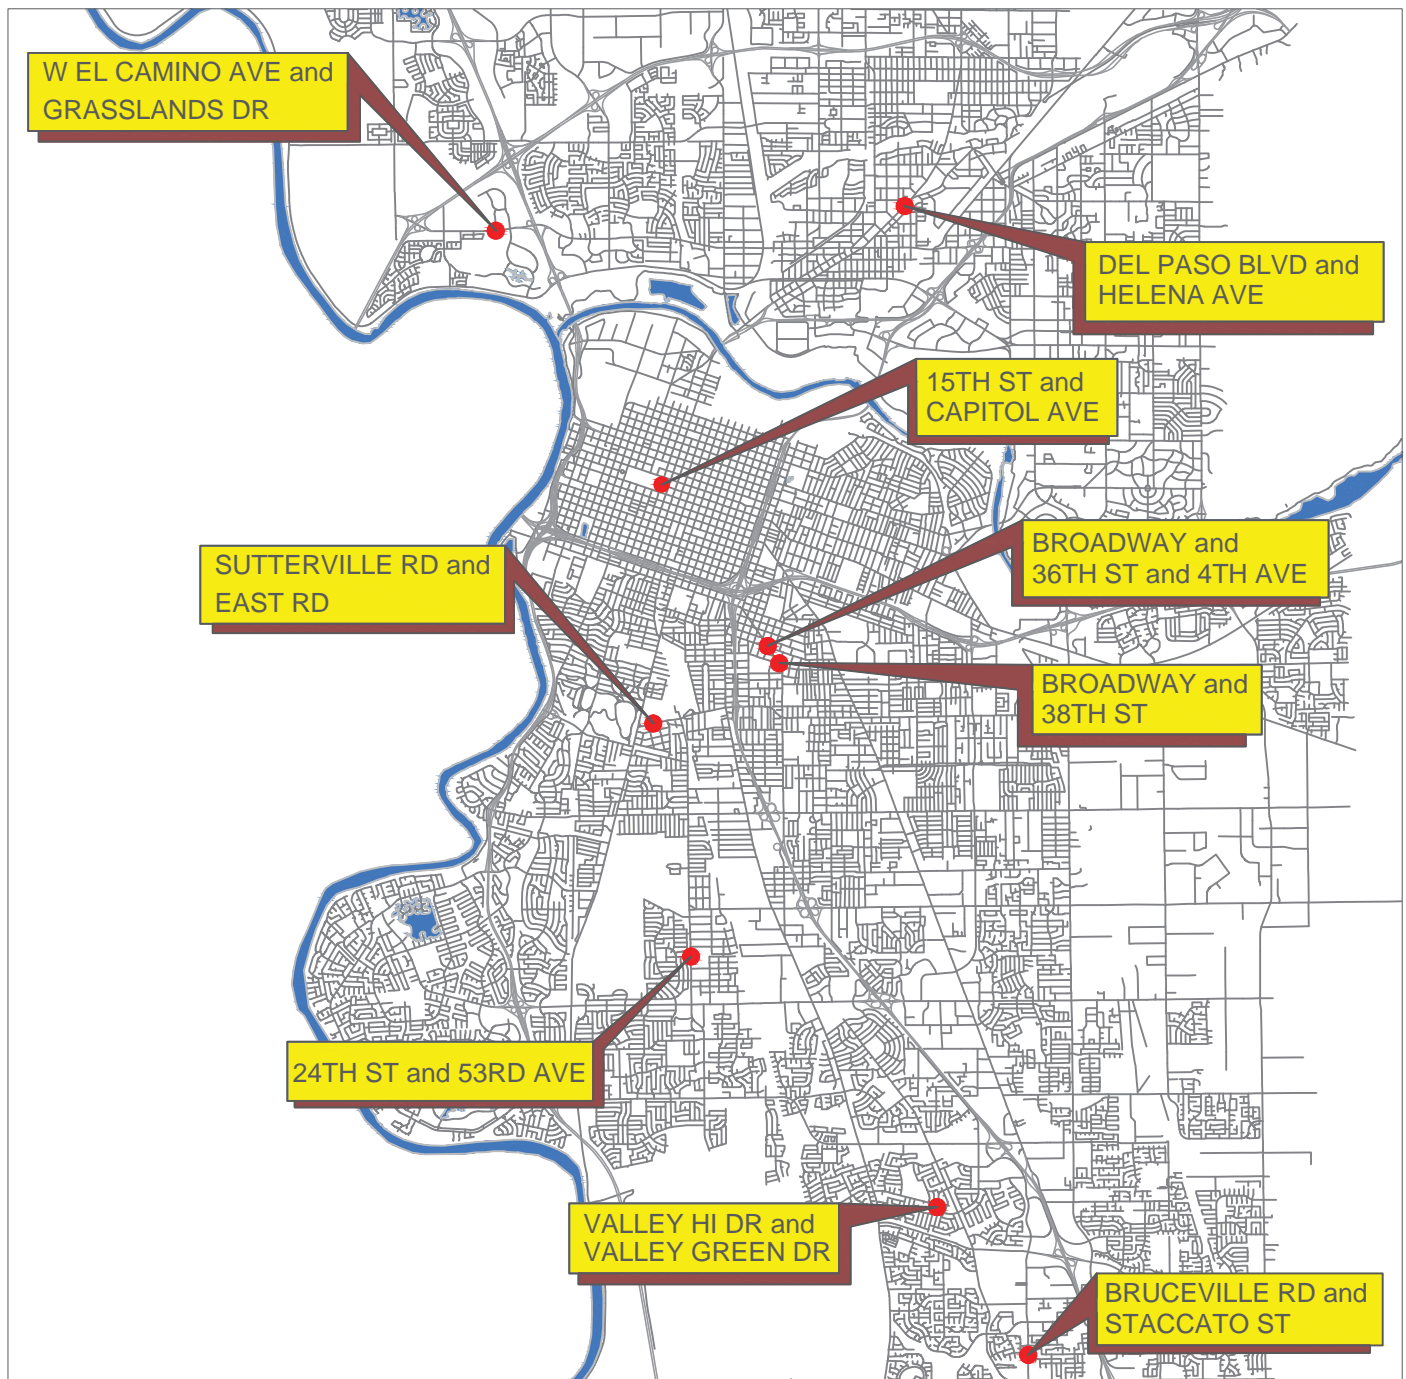 W EL CAMINO AVE and
GRASSLANDS DR
DEL PASO BLVD and
HELENA AVE
15TH ST and
CAPITOL AVE
BROADWAY and
36TH ST and 4TH AVE
SUTTERVILLE RD and
EAST RD
BROADWAY and
38TH ST
24TH ST and 53RD AVE
VALLEY HI DR and
VALLEY GREEN DR
BRUCEVILLE RD and
STACCATO ST